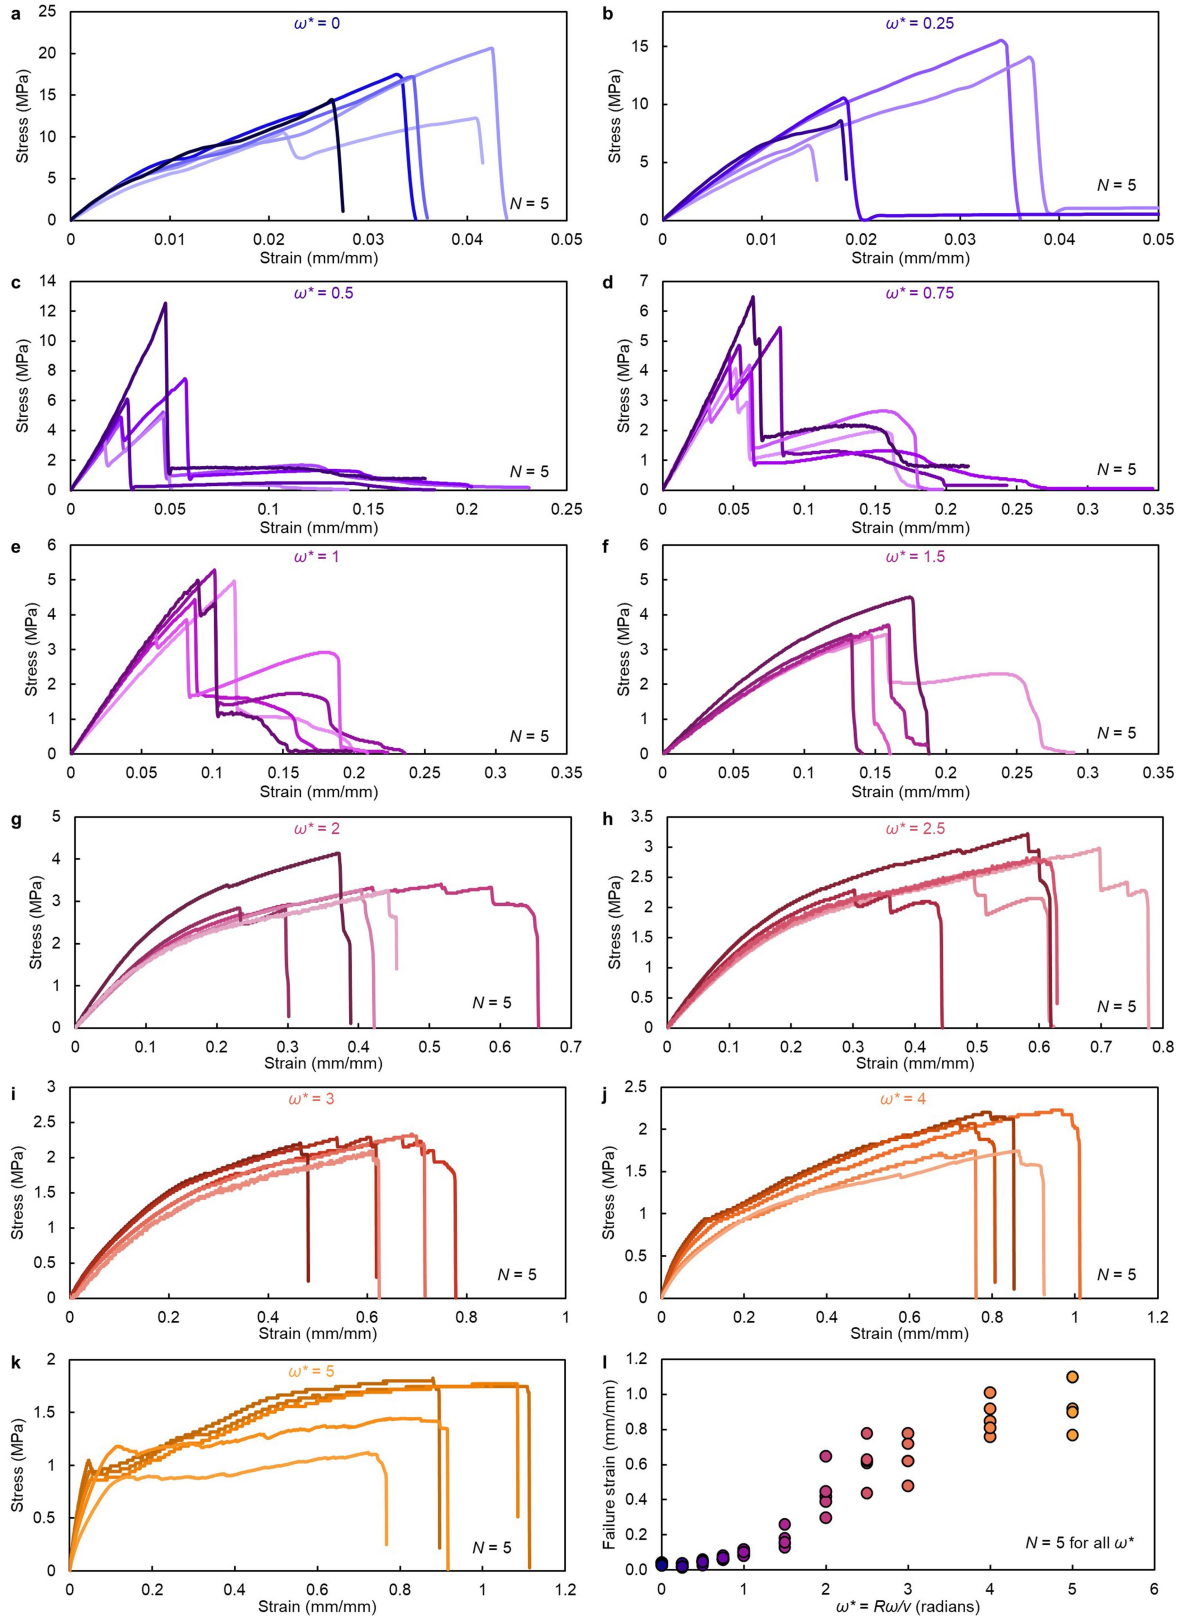 a
ω* = 0
25
20
15
10
5
0
Stress (MPa)
N = 5
0 0.01 0.02 0.03 0.04 0.05
Strain (mm/mm)
b
ω* = 0.25
15
10
5
0
Stress (MPa)
N = 5
0 0.01 0.02 0.03 0.04 0.05
Strain (mm/mm)
c
ω* = 0.5
14
12
10
8
6
4
2
0
Stress (MPa)
N = 5
0 0.05 0.1 0.15 0.2 0.25
Strain (mm/mm)
d
ω* = 0.75
7
6
5
4
3
2
1
0
Stress (MPa)
N = 5
0 0.05 0.1 0.15 0.2 0.25 0.3 0.35
Strain (mm/mm)
e
ω* = 1
6
5
4
3
2
1
0
Stress (MPa)
N = 5
0 0.05 0.1 0.15 0.2 0.25 0.3 0.35
Strain (mm/mm)
f
ω* = 1.5
6
5
4
3
2
1
0
Stress (MPa)
N = 5
0 0.05 0.1 0.15 0.2 0.25 0.3 0.35
Strain (mm/mm)
g
ω* = 2
5
4
3
2
1
0
Stress (MPa)
N = 5
0 0.1 0.2 0.3 0.4 0.5 0.6 0.7
Strain (mm/mm)
h
ω* = 2.5
3.5
3
2.5
2
1.5
1
0.5
0
Stress (MPa)
N = 5
0 0.1 0.2 0.3 0.4 0.5 0.6 0.7 0.8
Strain (mm/mm)
i
ω* = 3
3
2.5
2
1.5
1
0.5
0
Stress (MPa)
N = 5
0 0.2 0.4 0.6 0.8 1
Strain (mm/mm)
j
ω* = 4
2.5
2
1.5
1
0.5
0
Stress (MPa)
N = 5
0 0.2 0.4 0.6 0.8 1 1.2
Strain (mm/mm)
k
ω* = 5
2
1.5
1
0.5
0
Stress (MPa)
N = 5
0 0.2 0.4 0.6 0.8 1 1.2
Strain (mm/mm)
l
1.2
1.0
0.8
0.6
0.4
0.2
0.0
Failure strain (mm/mm)
N = 5 for all ω*
0 1 2 3 4 5 6
ω* = Rω/v (radians)